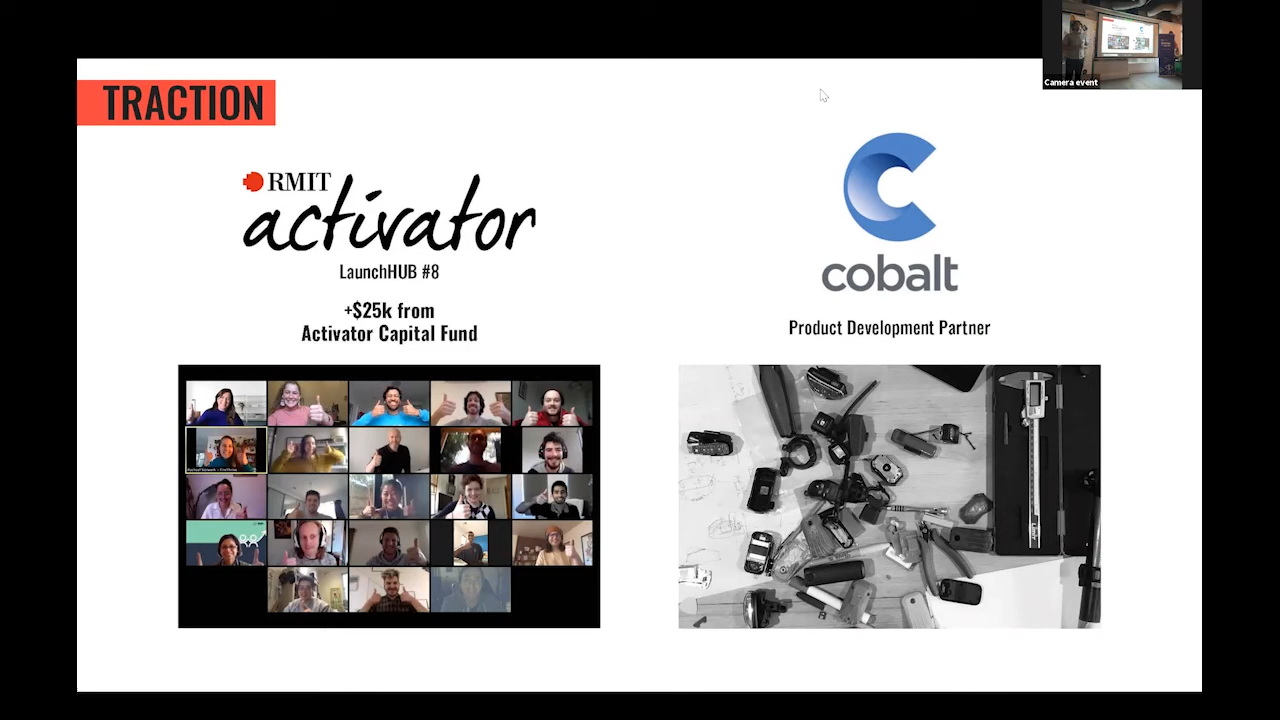 Camera event
TRACTION
RMIT
activator
LaunchHUB #8
+$25k from
Activator Capital Fund
cobalt
Product Development Partner